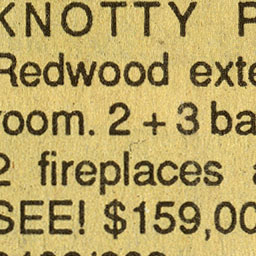 KNOTTY P
Redwood exte
room. 2 + 3 ba
2 fireplaces
SEE! $159,00